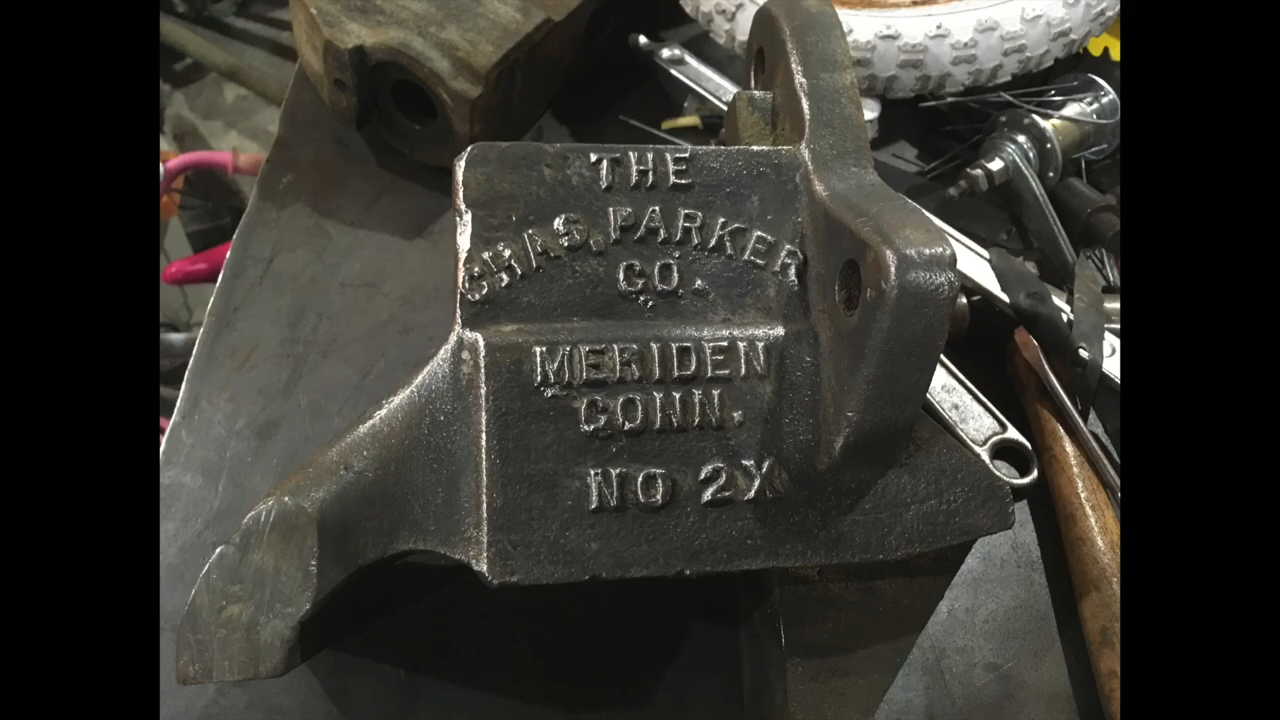 THE
CHAS. PARKER
CO.
MERIDEN
CONN.
NO 2X